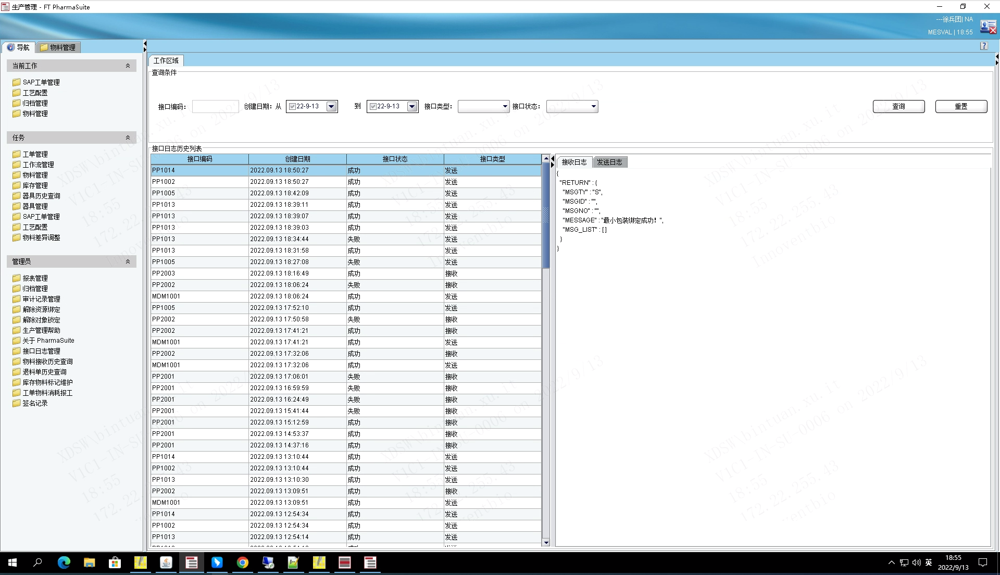 生产管理 - FT PharmaSuite
---徐兵团| NA
MESVAL | 18:55
导航
物料管理
当前工作
SAP工单管理
工艺配置
归档管理
物料管理
任务
工单管理
工作流管理
物料管理
库存管理
器具历史查询
器具管理
SAP工单管理
工艺配置
物料差异调整
管理员
报表管理
归档管理
审计记录管理
解除资源绑定
解除对象锁定
生产管理帮助
关于 PharmaSuite
接口日志管理
物料接收历史查询
退料单历史查询
库存物料标记维护
工单物料消耗报工
签名记录
工作区域
查询条件
接口编码: 创建日期: 从 22-9-13 到 22-9-13 接口类型: 接口状态: 查询 重置
接口日志历史列表
接口编码 创建日期 接口状态 接口类型
PP1014 2022.09.13 18:50:27 成功 发送
PP1002 2022.09.13 18:50:27 成功 发送
PP1005 2022.09.13 18:42:09 成功 发送
PP1013 2022.09.13 18:39:11 成功 发送
PP1013 2022.09.13 18:39:07 成功 发送
PP1013 2022.09.13 18:39:03 成功 发送
PP1013 2022.09.13 18:34:44 失败 发送
PP1013 2022.09.13 18:31:58 成功 发送
PP1005 2022.09.13 18:27:08 失败 发送
PP2003 2022.09.13 18:16:49 成功 接收
PP2002 2022.09.13 18:06:24 失败 接收
MDM1001 2022.09.13 18:06:24 成功 发送
PP1005 2022.09.13 17:52:10 成功 发送
PP2002 2022.09.13 17:50:58 失败 接收
PP2002 2022.09.13 17:41:21 成功 接收
MDM1001 2022.09.13 17:41:21 成功 发送
PP2002 2022.09.13 17:32:06 成功 接收
MDM1001 2022.09.13 17:32:06 成功 发送
PP2001 2022.09.13 17:06:01 失败 接收
PP2001 2022.09.13 16:59:59 失败 接收
PP2001 2022.09.13 16:24:49 失败 接收
PP2001 2022.09.13 15:41:44 失败 接收
PP2001 2022.09.13 15:12:59 成功 接收
PP2001 2022.09.13 14:53:37 成功 接收
PP2001 2022.09.13 14:37:16 成功 接收
PP1014 2022.09.13 13:10:44 成功 发送
PP1002 2022.09.13 13:10:44 成功 发送
PP1013 2022.09.13 13:10:30 成功 发送
PP2002 2022.09.13 13:09:51 成功 接收
MDM1001 2022.09.13 13:09:51 成功 发送
PP1014 2022.09.13 12:54:34 成功 发送
PP1002 2022.09.13 12:54:34 成功 发送
PP1013 2022.09.13 12:54:14 成功 发送
接收日志
发送日志
{
"RETURN" : {
"MSGTY" : "S",
"MSGID" : "",
"MSGNO" : "",
"MESSAGE" : "最小包装绑定成功！",
"MSG_LIST" : [ ]
}
}
XDSW\bintuan.xu.it
V1C1-IN-SU-0006 on 2022/9/13
18:55
172.22.255.43
Innoventbio
英
18:55
2022/9/13